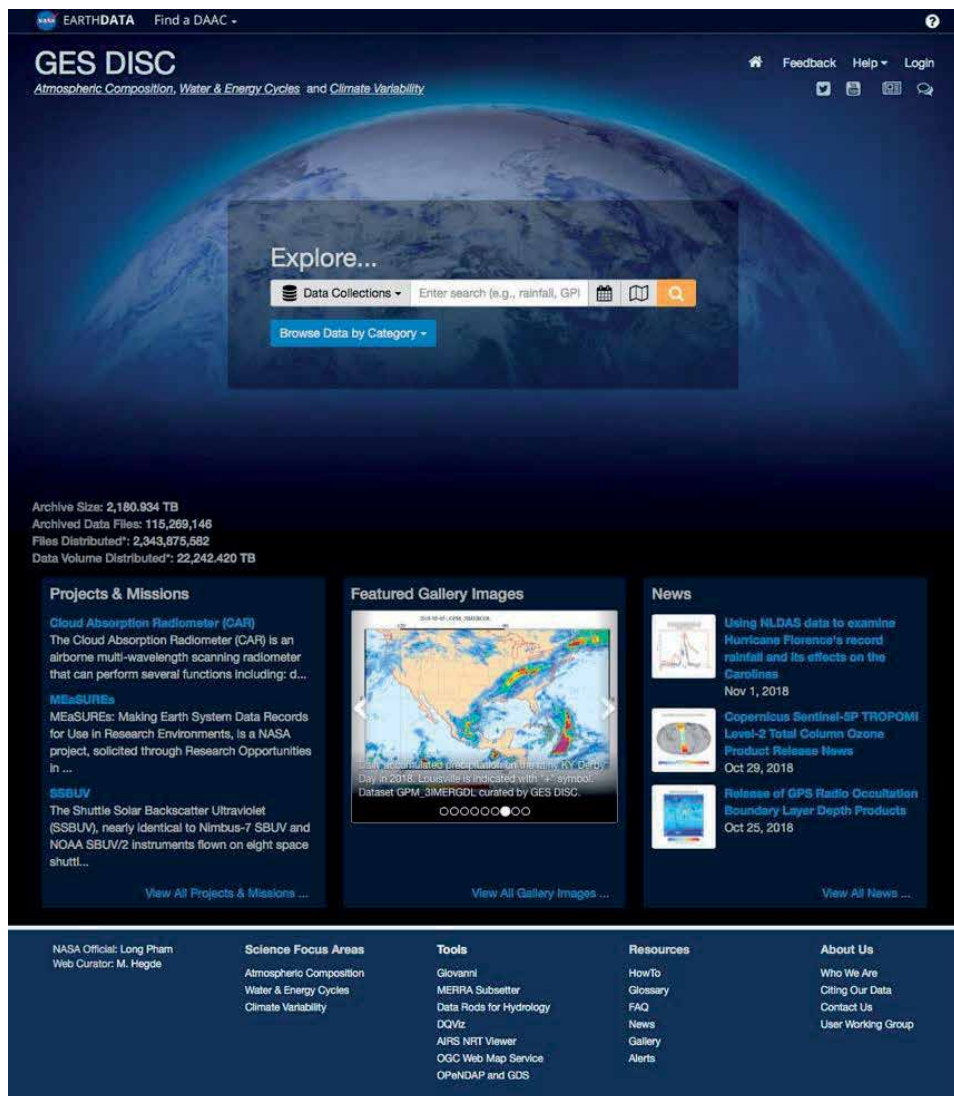 NASA EARTHDATA Find a DAAC
GES DISC
Atmospheric Composition, Water & Energy Cycles and Climate Variability
Feedback Help Login
Explore...
Data Collections Enter search (e.g., rainfall, GPI
Browse Data by Category
Archive Size: 2,180.934 TB
Archived Data Files: 115,269,146
Files Distributed*: 2,343,875,582
Data Volume Distributed*: 22,242.420 TB
Projects & Missions
Cloud Absorption Radiometer (CAR)
The Cloud Absorption Radiometer (CAR) is an
airborne multi-wavelength scanning radiometer
that can perform several functions including: d...
MEaSUREs
MEaSUREs: Making Earth System Data Records
for Use in Research Environments, is a NASA
project, solicited through Research Opportunities
in ...
SSBUV
The Shuttle Solar Backscatter Ultraviolet
(SSBUV), nearly identical to Nimbus-7 SBUV and
NOAA SBUV/2 instruments flown on eight space
shuttl...
View All Projects & Missions ...
Featured Gallery Images
Daily accumulated precipitation on the rainy KY Derby
Day in 2018. Louisville is indicated with "+" symbol.
Dataset GPM_3IMERGDL curated by GES DISC.
View All Gallery Images ...
News
Using NLDAS data to examine
Hurricane Florence's record
rainfall and its effects on the
Carolines
Nov 1, 2018
Copernicus Sentinel-5P TROPOMI
Level-2 Total Column Ozone
Product Release News
Oct 29, 2018
Release of GPS Radio Occultation
Boundary Layer Depth Products
Oct 25, 2018
View All News ...
NASA Official: Long Pham
Web Curator: M. Hegde
Science Focus Areas
Atmospheric Composition
Water & Energy Cycles
Climate Variability
Tools
Giovanni
MERRA Subsetter
Data Rods for Hydrology
DQViz
AIRS NRT Viewer
OGC Web Map Service
OPeNDAP and GDS
Resources
HowTo
Glossary
FAQ
News
Gallery
Alerts
About Us
Who We Are
Citing Our Data
Contact Us
User Working Group